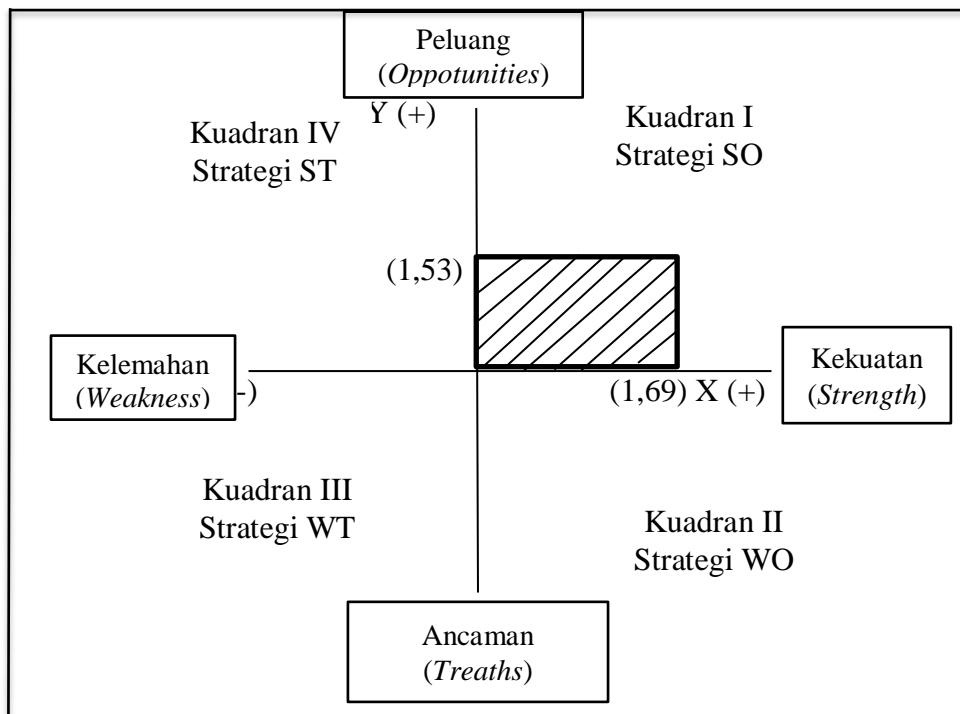 Peluang
(Oppotunities)
Y (+)
Kuadran IV
Strategi ST
Kuadran I
Strategi SO
(1,53)
Kelemahan
(Weakness)
-)
(1,69) X (+)
Kekuatan
(Strength)
Kuadran III
Strategi WT
Kuadran II
Strategi WO
Ancaman
(Treaths)